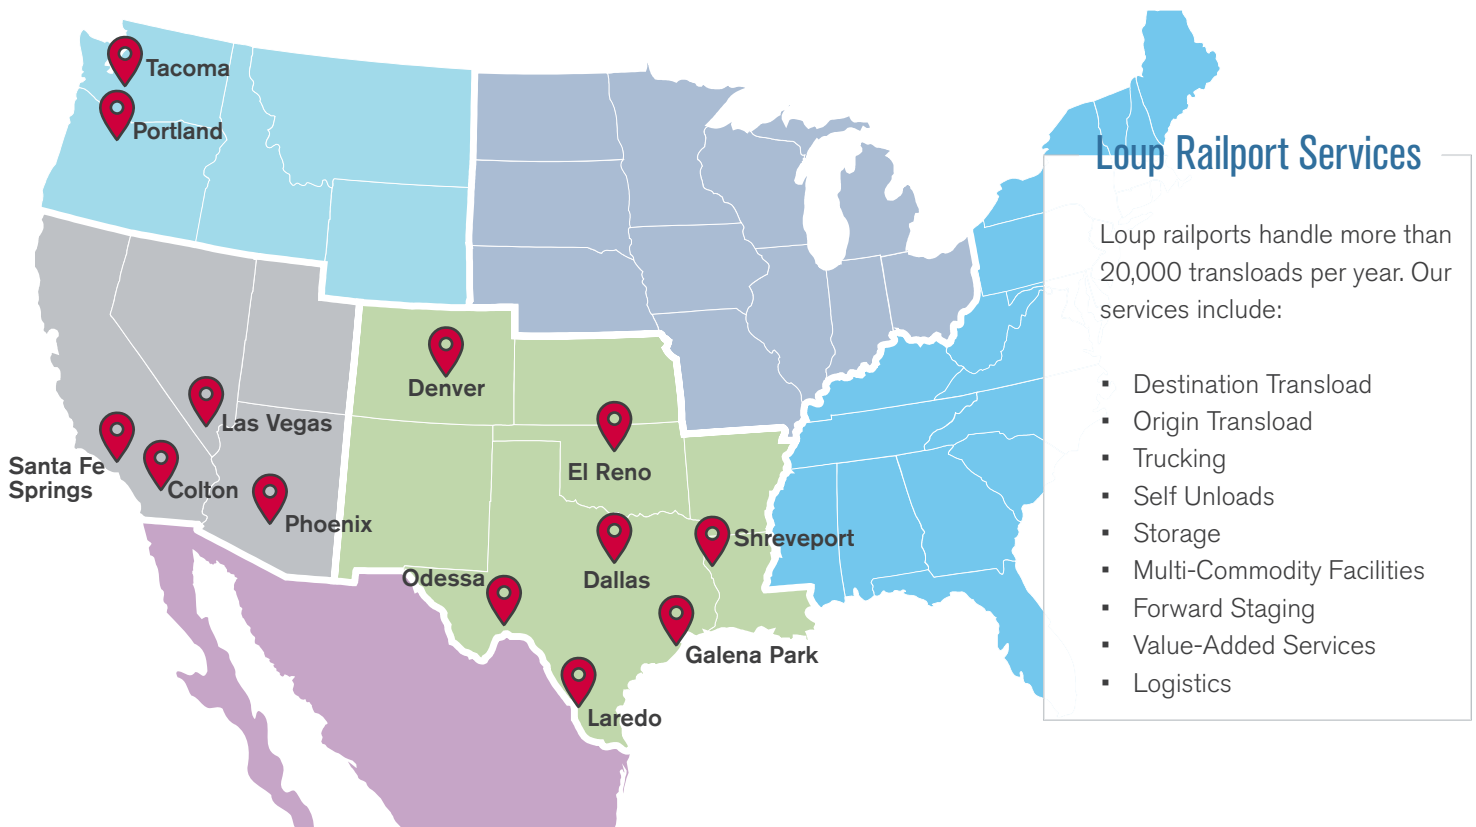 Tacoma
Portland
Denver
Las Vegas
El Reno
Santa Fe
Springs
Colton
Phoenix
Shreveport
Odessa
Dallas
Galena Park
Laredo
Loup Railport Services
Loup railports handle more than
20,000 transloads per year. Our
services include:
▪ Destination Transload
▪ Origin Transload
▪ Trucking
▪ Self Unloads
▪ Storage
▪ Multi-Commodity Facilities
▪ Forward Staging
▪ Value-Added Services
▪ Logistics